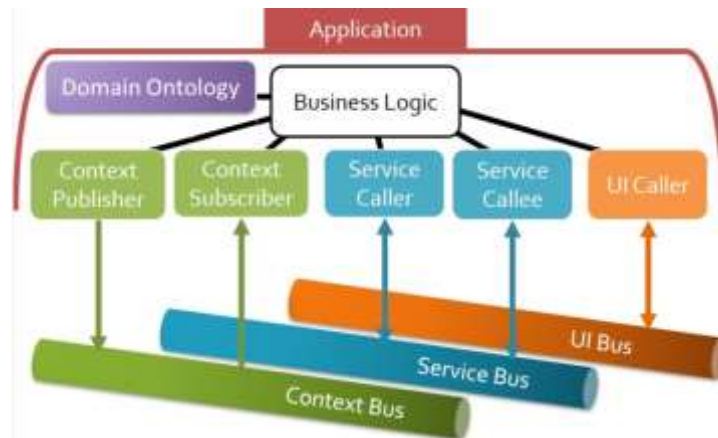 Application
Domain Ontology
Business Logic
Context
Publisher
Context
Subscriber
Service
Caller
Service
Callee
UI Caller
UI Bus
Service Bus
Context Bus